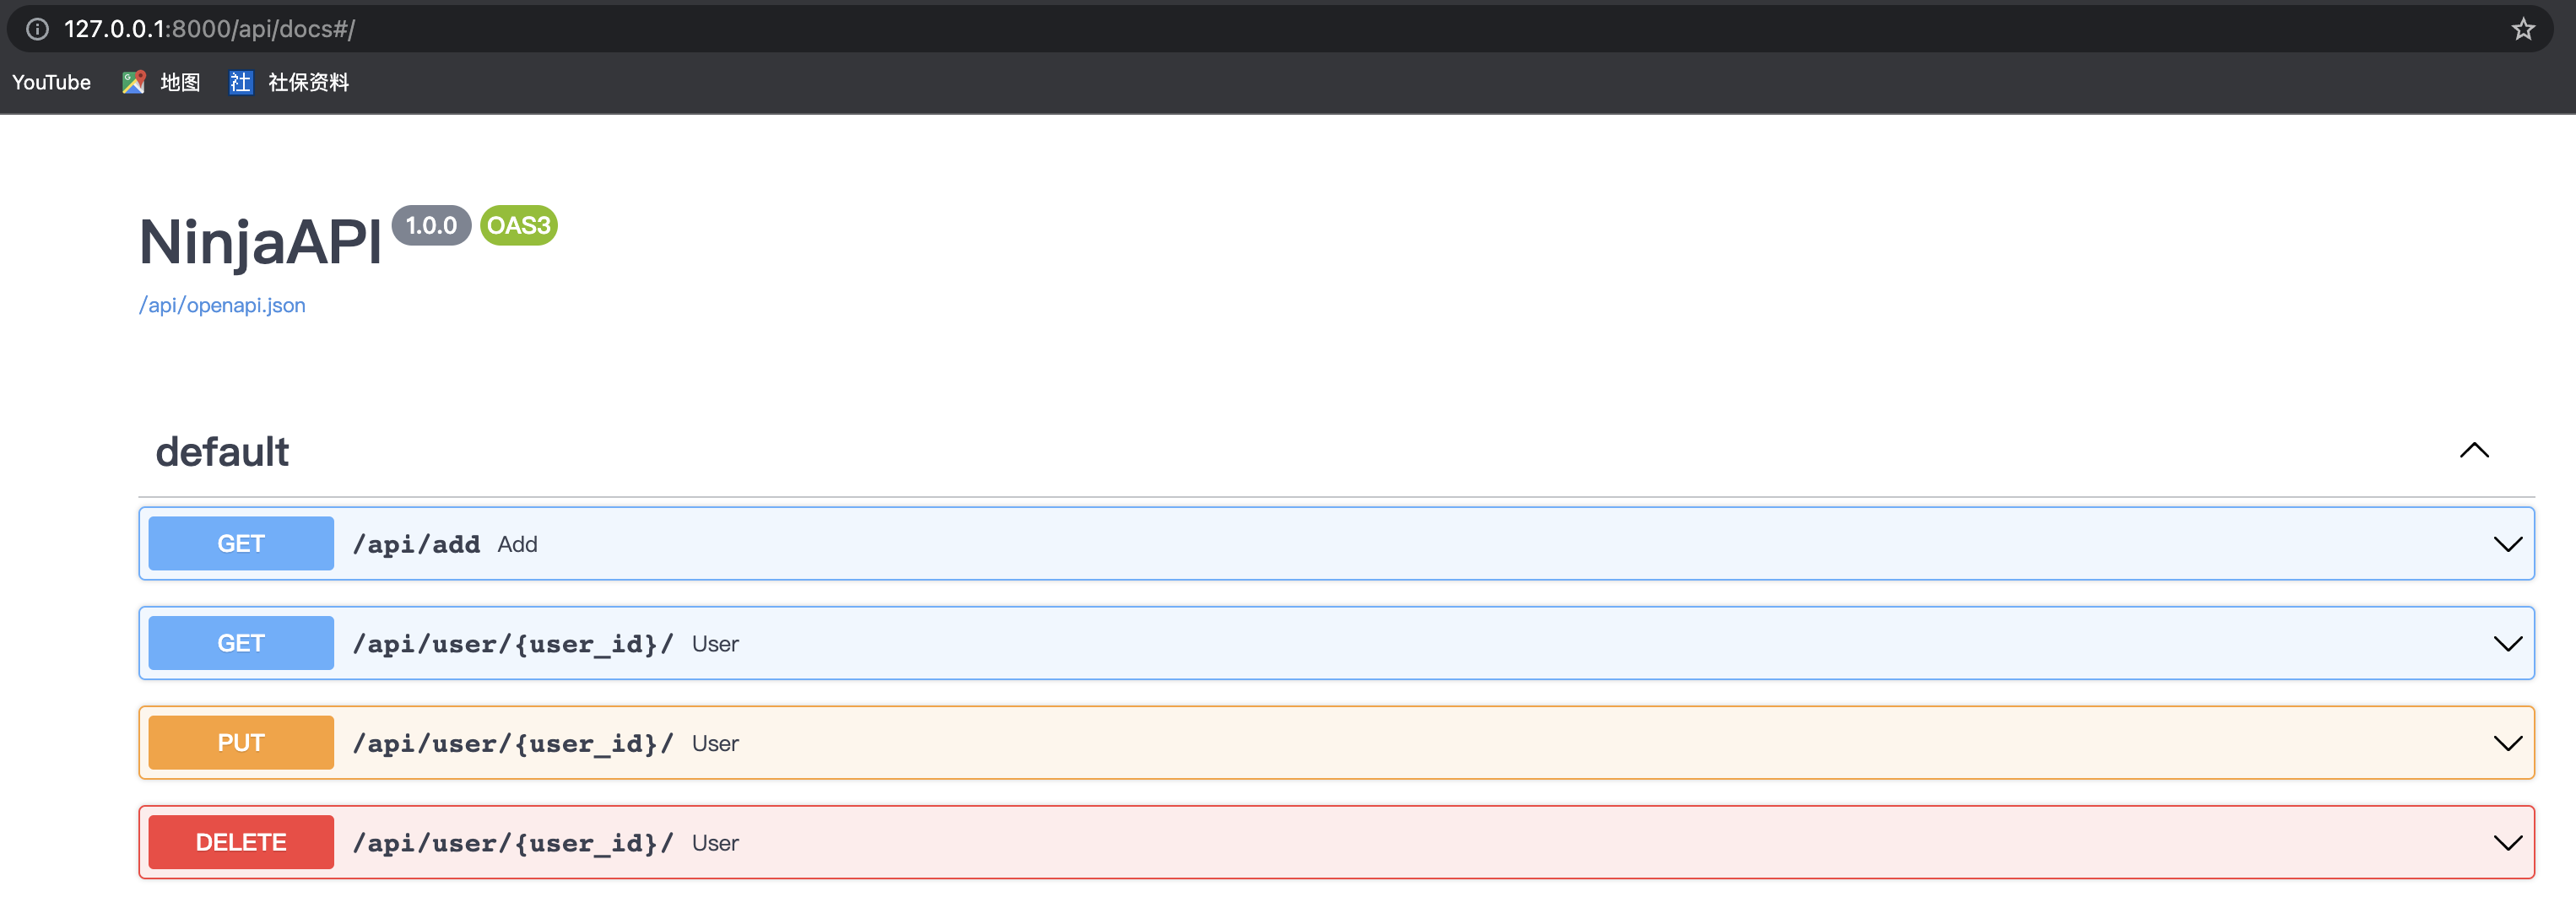 127.0.0.1:8000/api/docs#/
YouTube 地图 社 社保资料
NinjaAPI 1.0.0 OAS3
/api/openapi.json
default
GET /api/add Add
GET /api/user/{user_id}/ User
PUT /api/user/{user_id}/ User
DELETE /api/user/{user_id}/ User